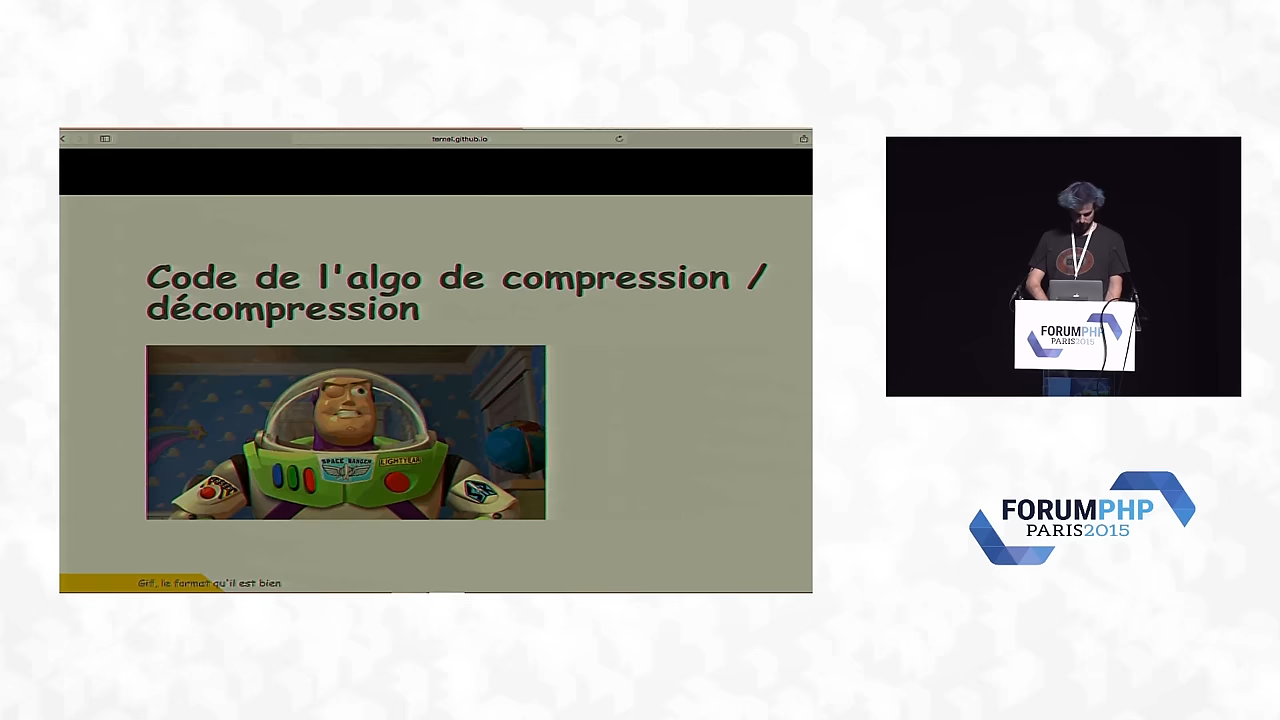 temel.github.io
Code de l'algo de compression /
décompression
SPACE RANGER
LIGHTYEAR
Gif, le format qu'il est bien
FORUMPHP
PARIS2015
FORUMPHP
PARIS2015